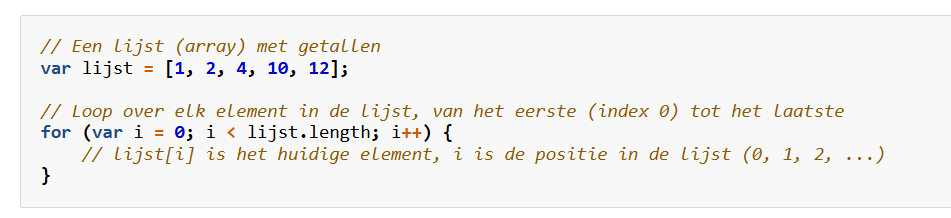 // Een lijst (array) met getallen
var lijst = [1, 2, 4, 10, 12];

// Loop over elk element in de lijst, van het eerste (index 0) tot het laatste
for (var i = 0; i < lijst.length; i++) {
    // lijst[i] is het huidige element, i is de positie in de lijst (0, 1, 2, ...)
}